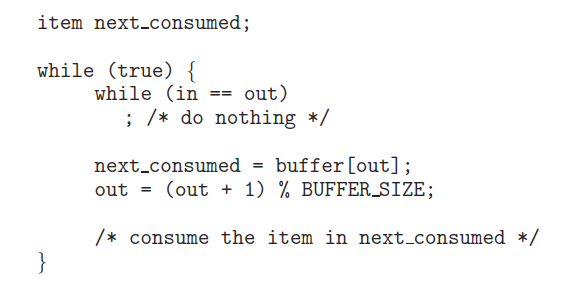 item next_consumed;
while (true) {
while (in == out)
; /* do nothing */
next_consumed = buffer[out];
out = (out + 1) % BUFFER_SIZE;
/* consume the item in next_consumed */
}